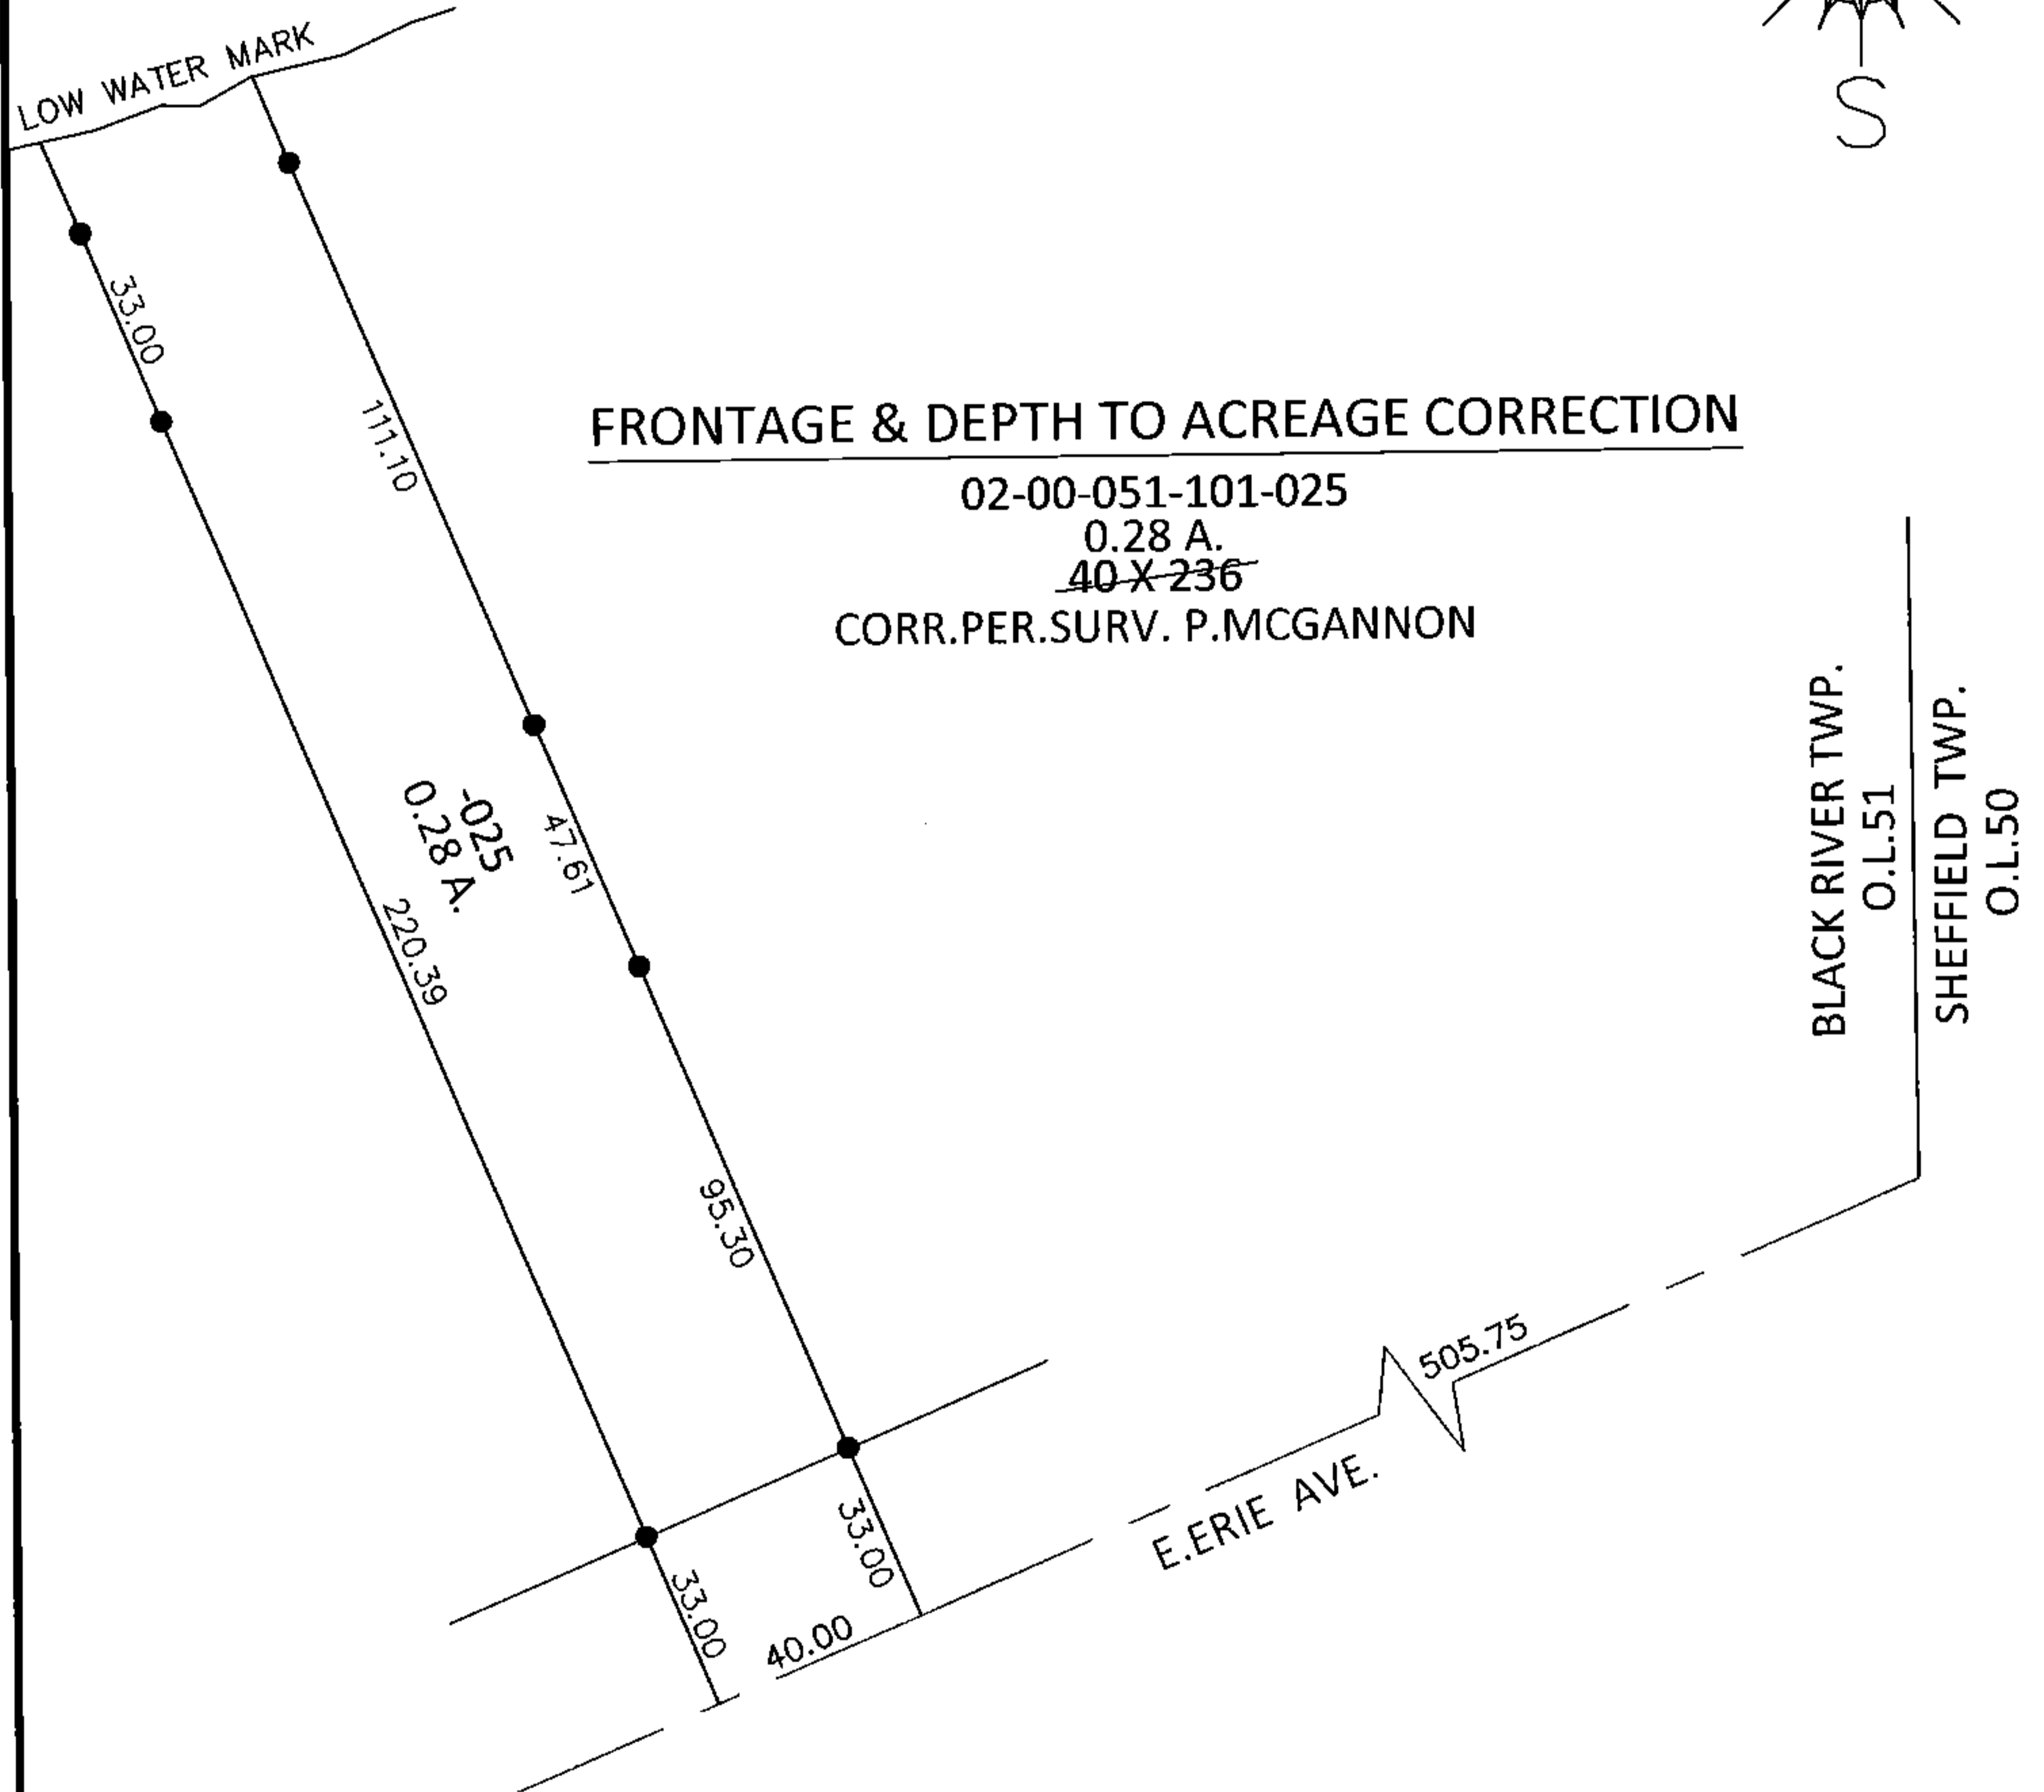 LOW WATER MARK
S
33.00
111.10
FRONTAGE & DEPTH TO ACREAGE CORRECTION
02-00-051-101-025
0.28 A.
40 X 236
CORR.PER.SURV. P.MCGANNON
BLACK RIVER TWP.
O.L.51
SHEFFIELD TWP.
O.L.50
-025
0.28 A.
47.61
220.39
95.30
505.75
E.ERIE AVE.
33.00
33.00
40.00